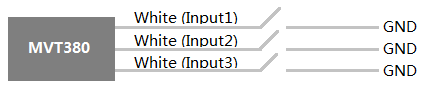 White (Input1)
GND
White (Input2)
MVT380
GND
White (Input3)
GND